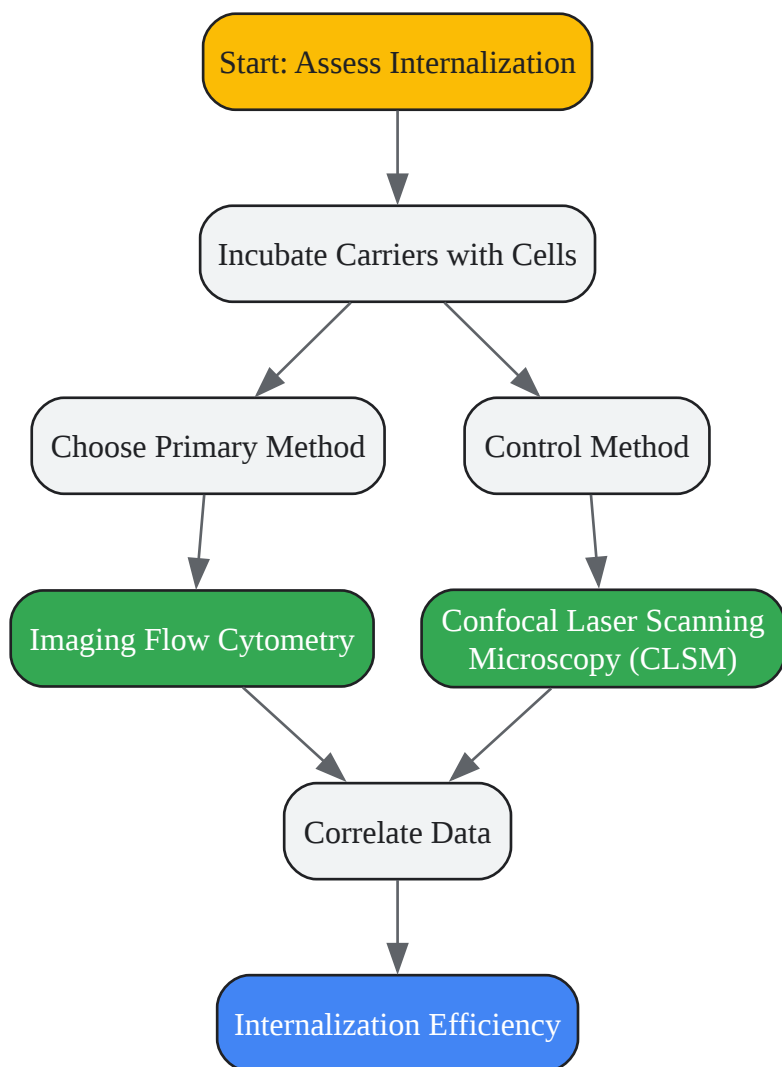 Start: Assess Internalization
Incubate Carriers with Cells
Choose Primary Method
Control Method
Imaging Flow Cytometry
Confocal Laser Scanning
Microscopy (CLSM)
Correlate Data
Internalization Efficiency